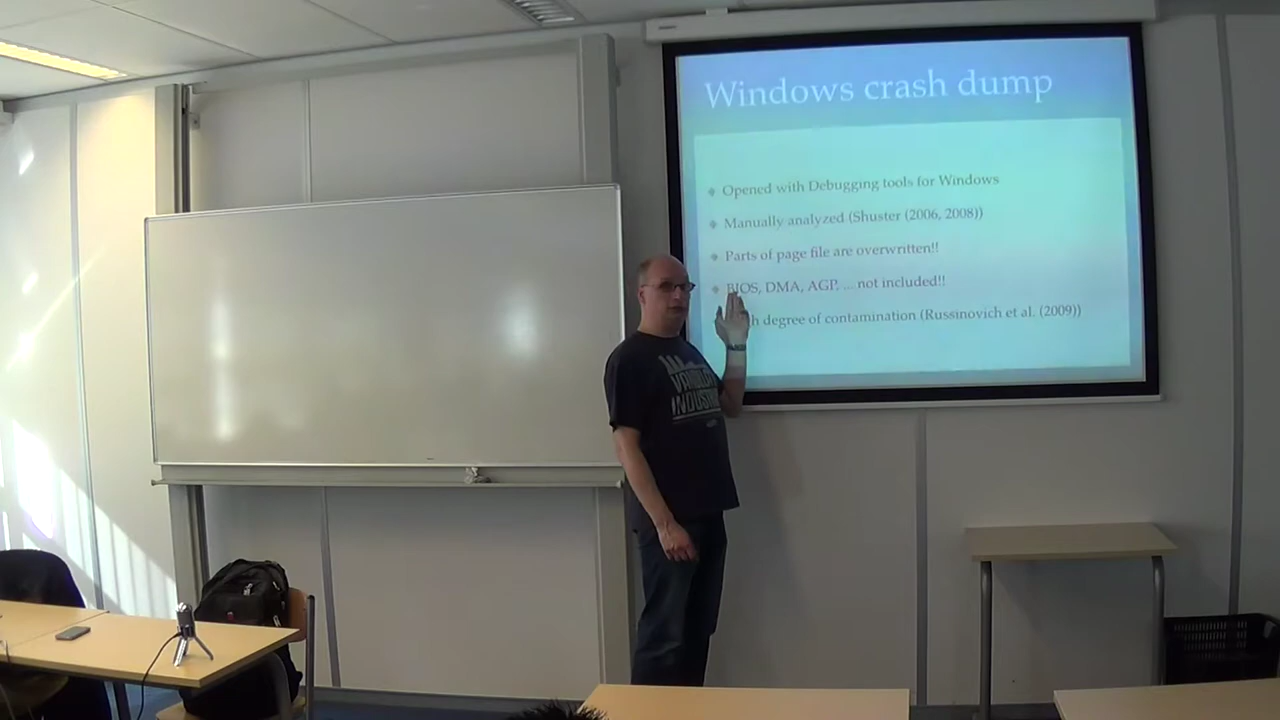 Windows crash dump
Opened with Debugging tools for Windows
Manually analyzed (Shuster (2006, 2008))
Parts of page file are overwritten!!
BIOS, DMA, AGP, ... not included!!
degree of contamination (Russinovich et al. (2009))